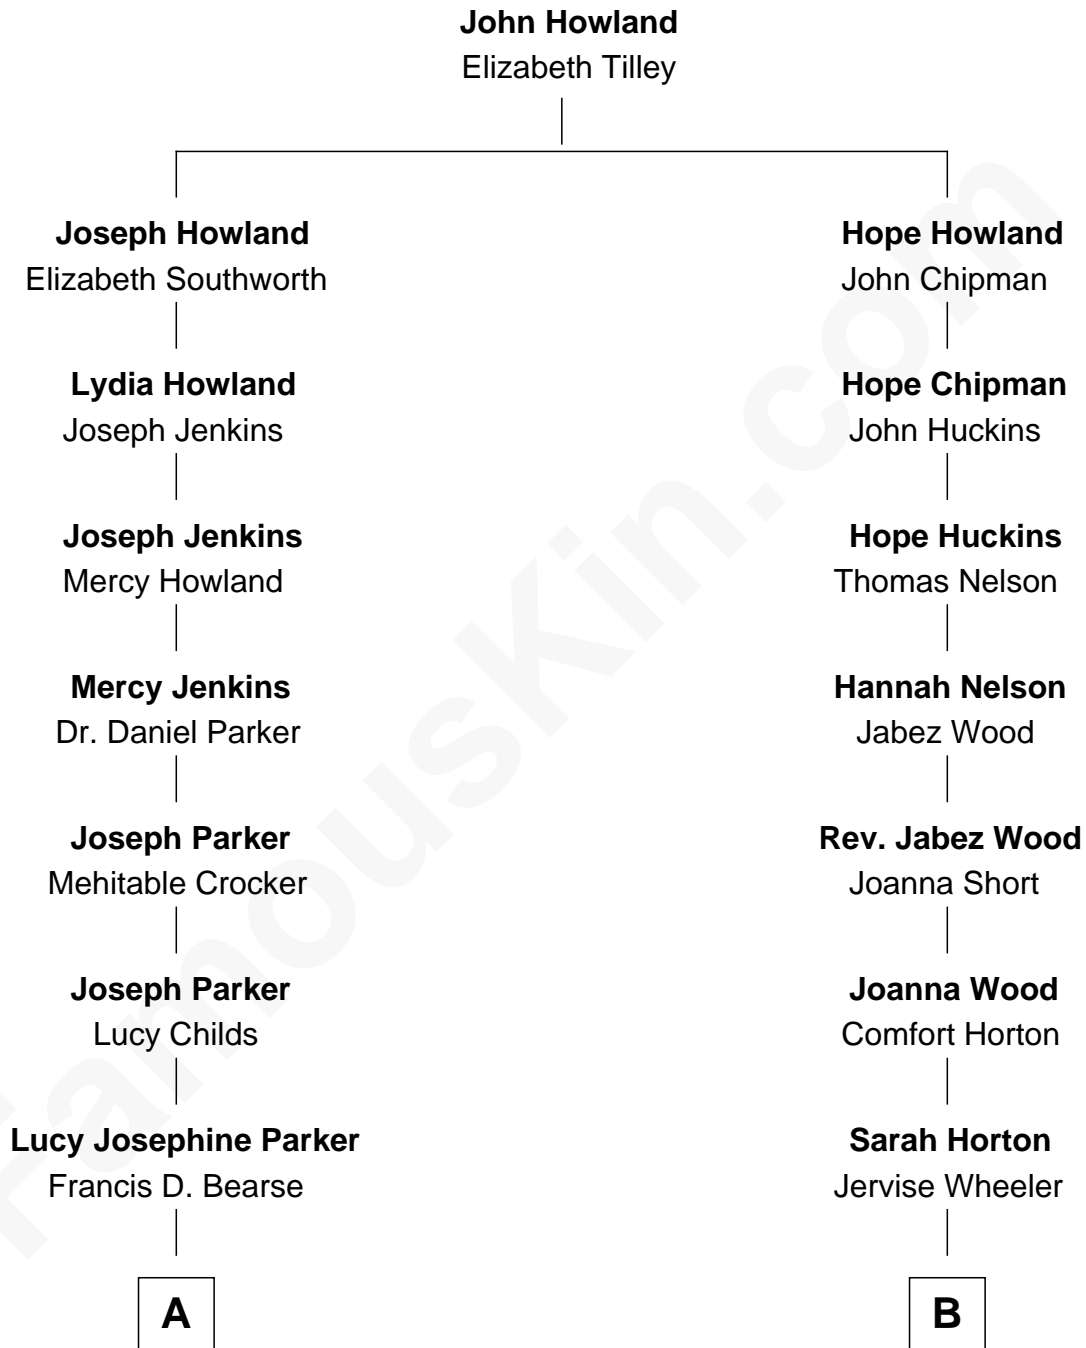 John Howland
Elizabeth Tilley
Joseph Howland
Elizabeth Southworth
Lydia Howland
Joseph Jenkins
Joseph Jenkins
Mercy Howland
Mercy Jenkins
Dr. Daniel Parker
Joseph Parker
Mehitable Crocker
Joseph Parker
Lucy Childs
Lucy Josephine Parker
Francis D. Bearse
A
Hope Howland
John Chipman
Hope Chipman
John Huckins
Hope Huckins
Thomas Nelson
Hannah Nelson
Jabez Wood
Rev. Jabez Wood
Joanna Short
Joanna Wood
Comfort Horton
Sarah Horton
Jervise Wheeler
B
FamousKin.com